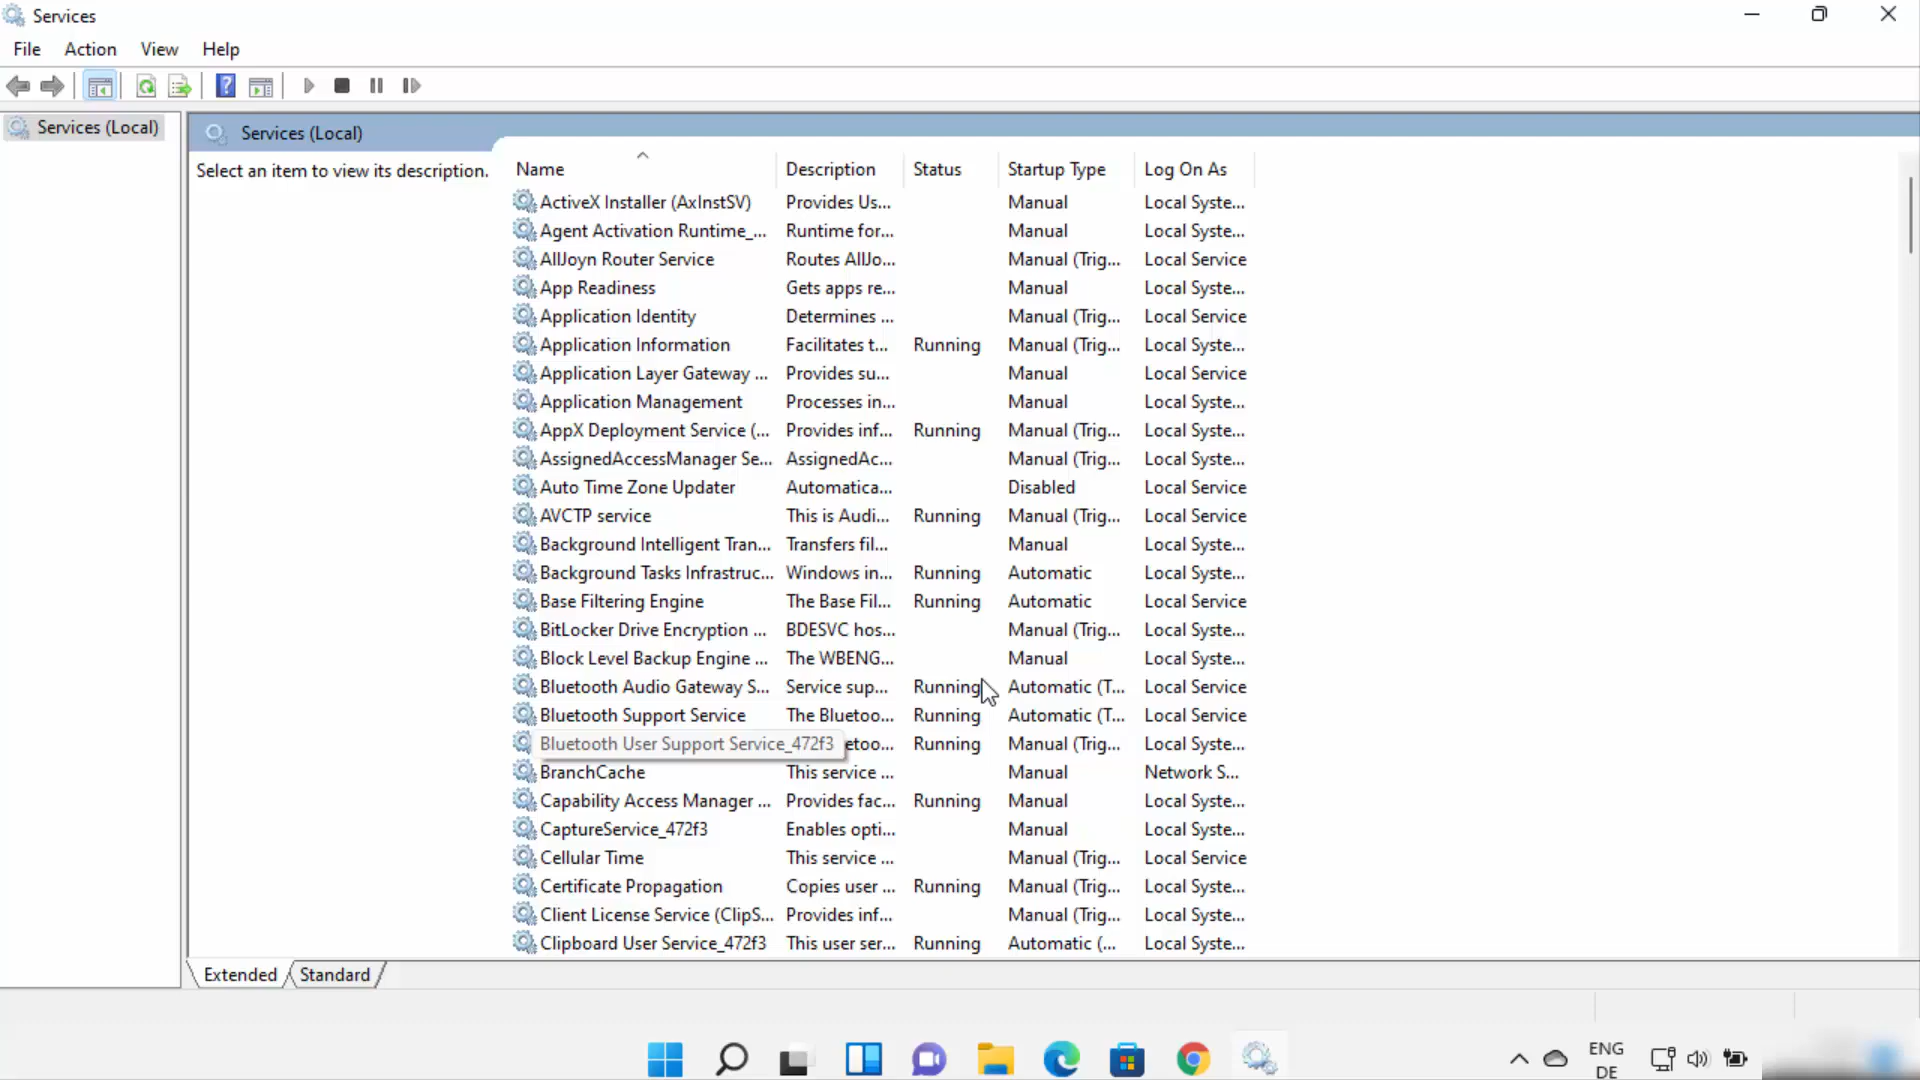 Services
File Action View Help
Services (Local)
Services (Local)
Select an item to view its description.
Name Description Status Startup Type Log On As
ActiveX Installer (AxInstSV) Provides Us... Manual Local Syste...
Agent Activation Runtime_... Runtime for... Manual Local Syste...
AllJoyn Router Service Routes AllJo... Manual (Trig... Local Service
App Readiness Gets apps re... Manual Local Syste...
Application Identity Determines ... Manual (Trig... Local Service
Application Information Facilitates t... Running Manual (Trig... Local Syste...
Application Layer Gateway ... Provides su... Manual Local Service
Application Management Processes in... Manual Local Syste...
AppX Deployment Service (... Provides inf... Running Manual (Trig... Local Syste...
AssignedAccessManager Se... AssignedAc... Manual (Trig... Local Syste...
Auto Time Zone Updater Automatica... Disabled Local Service
AVCTP service This is Audi... Running Manual (Trig... Local Service
Background Intelligent Tran... Transfers fil... Manual Local Syste...
Background Tasks Infrastruc... Windows in... Running Automatic Local Syste...
Base Filtering Engine The Base Fil... Running Automatic Local Service
BitLocker Drive Encryption ... BDESVC hos... Manual (Trig... Local Syste...
Block Level Backup Engine ... The WBENG... Manual Local Syste...
Bluetooth Audio Gateway S... Service sup... Running Automatic (T... Local Service
Bluetooth Support Service The Bluetoo... Running Automatic (T... Local Service
Bluetooth User Support Service_472f3 etoo... Running Manual (Trig... Local Syste...
BranchCache This service ... Manual Network S...
Capability Access Manager ... Provides fac... Running Manual Local Syste...
CaptureService_472f3 Enables opti... Manual Local Syste...
Cellular Time This service ... Manual (Trig... Local Service
Certificate Propagation Copies user ... Running Manual (Trig... Local Syste...
Client License Service (ClipS... Provides inf... Manual (Trig... Local Syste...
Clipboard User Service_472f3 This user ser... Running Automatic (... Local Syste...
Extended Standard
ENG
DE